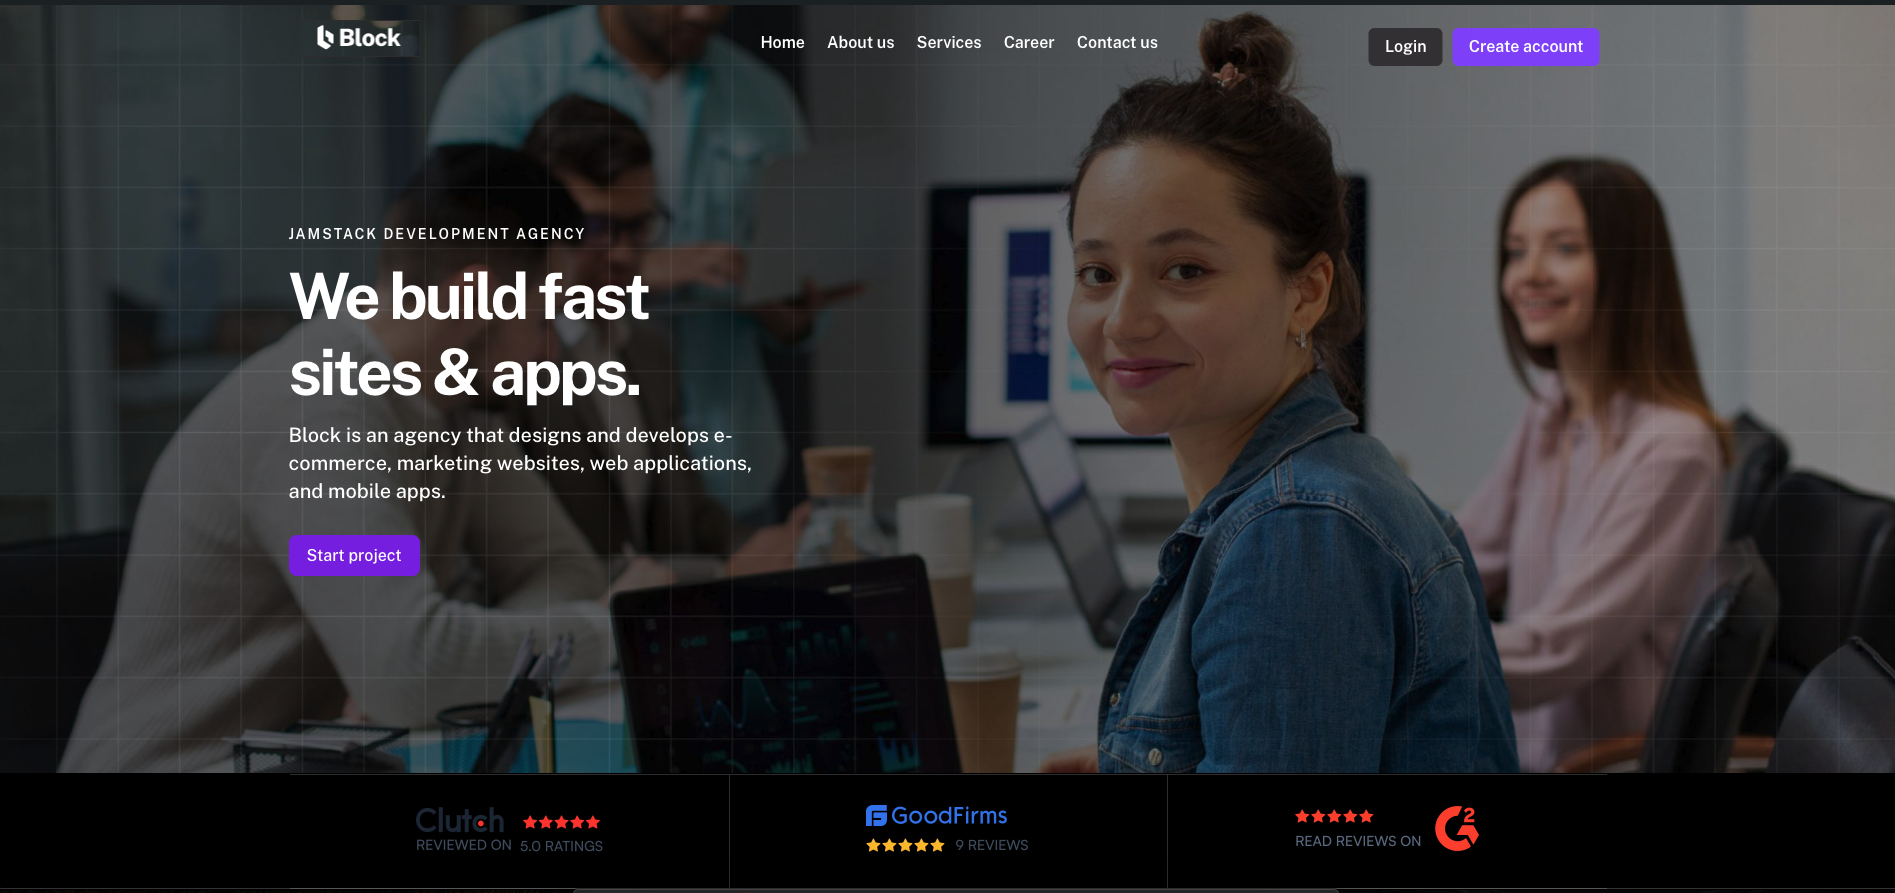 Block
Home About us Services Career Contact us
Login
Create account
JAMSTACK DEVELOPMENT AGENCY
We build fast
sites & apps.
Block is an agency that designs and develops e-
commerce, marketing websites, web applications,
and mobile apps.
Start project
Clutch
REVIEWED ON 5.0 RATINGS
GoodFirms
9 REVIEWS
READ REVIEWS ON
G2